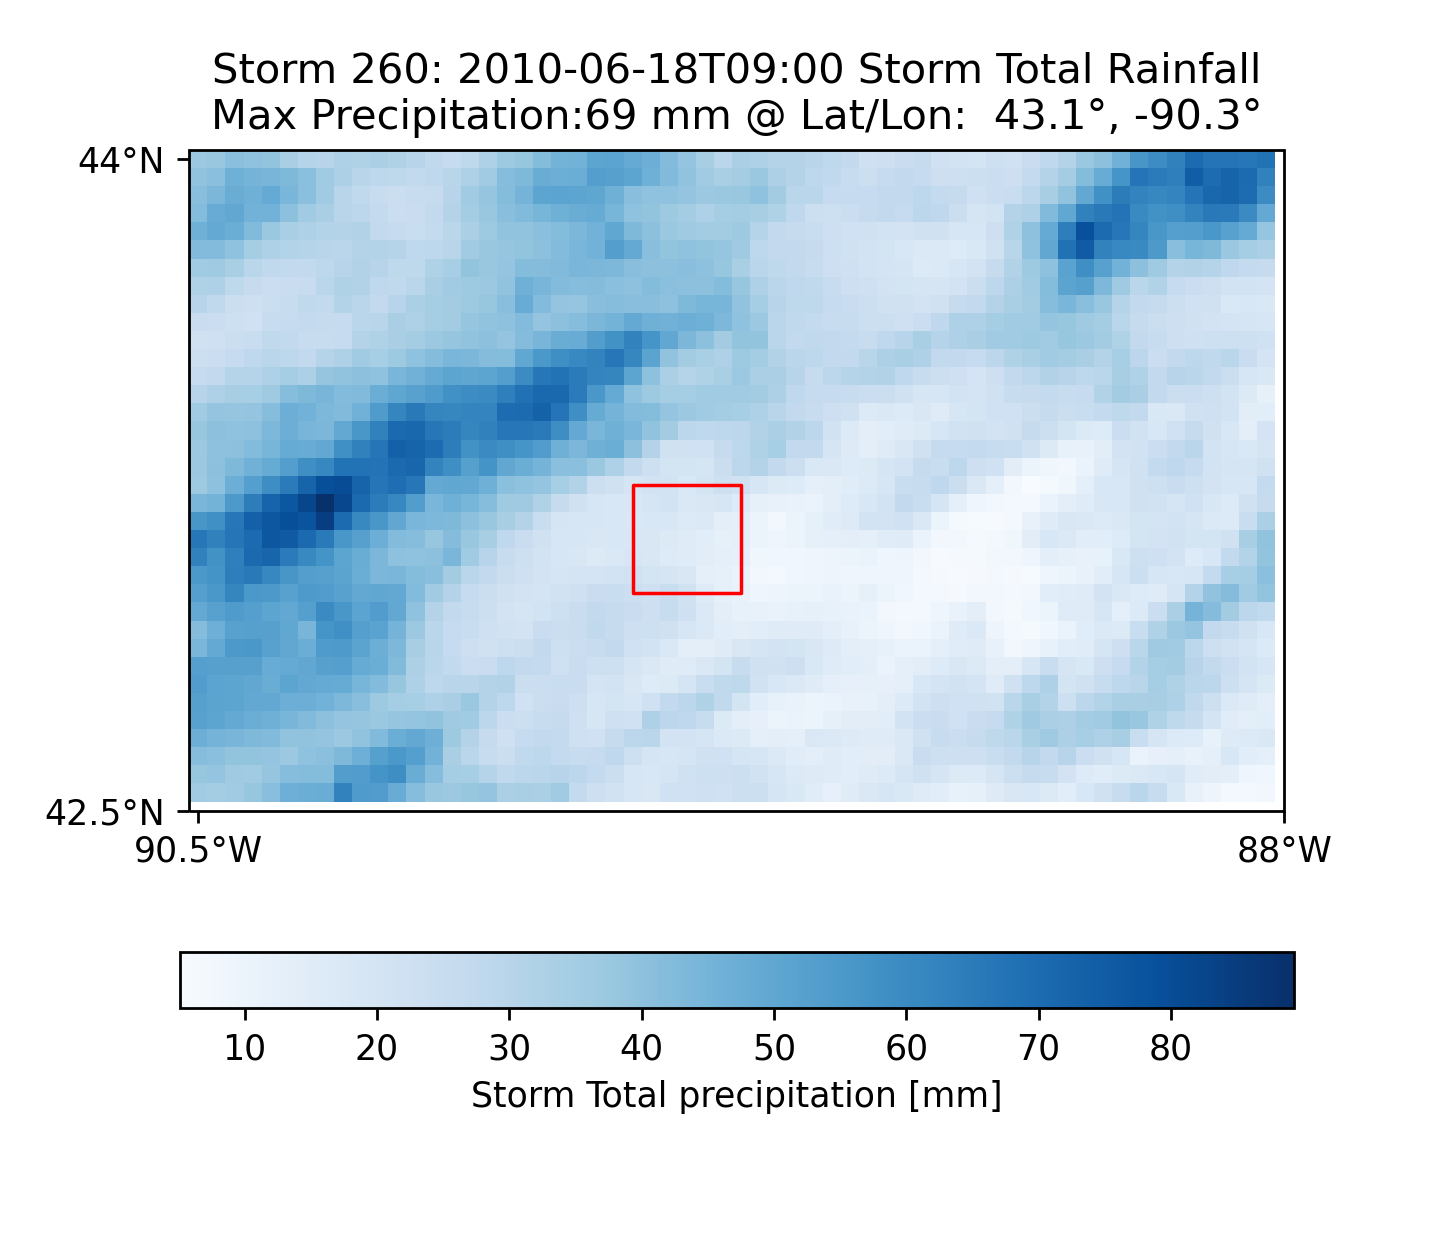 Storm 260: 2010-06-18T09:00 Storm Total Rainfall
Max Precipitation:69 mm @ Lat/Lon:  43.1°, -90.3°
44°N
42.5°N
90.5°W
88°W
10 20 30 40 50 60 70 80
Storm Total precipitation [mm]